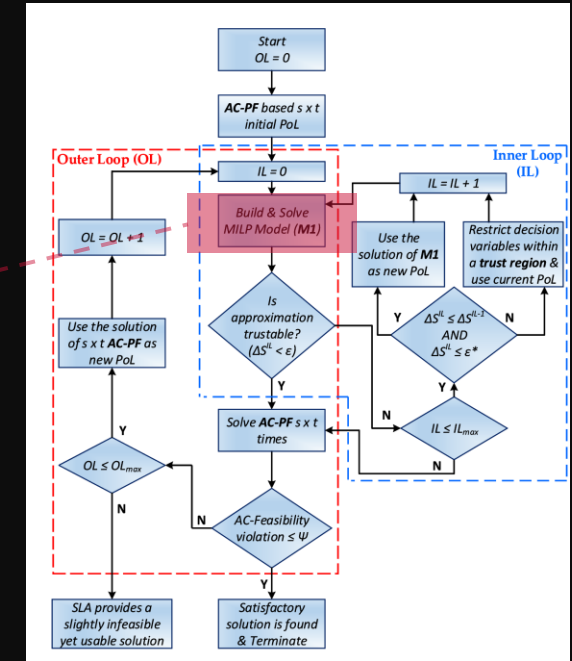 Start
OL = 0
AC-PF based s x t
initial PoL
Outer Loop (OL)
Inner Loop
(IL)
IL = 0
IL = IL + 1
Build & Solve
MILP Model (M1)
OL = OL + 1
Use the
solution of M1
as new PoL
Restrict decision
variables within
a trust region &
use current PoL
Is
approximation
trustable?
(ΔS^IL < ε)
Y
N
ΔS^IL ≤ ΔS^IL-1
AND
ΔS^IL ≤ ε*
Use the solution
of s x t AC-PF as
new PoL
Y
Y
N
IL ≤ ILmax
N
Solve AC-PF s x t
times
Y
OL ≤ OLmax
N
N
AC-Feasibility
violation ≤ Ψ
Y
SLA provides a
slightly infeasible
yet usable solution
Satisfactory
solution is found
& Terminate